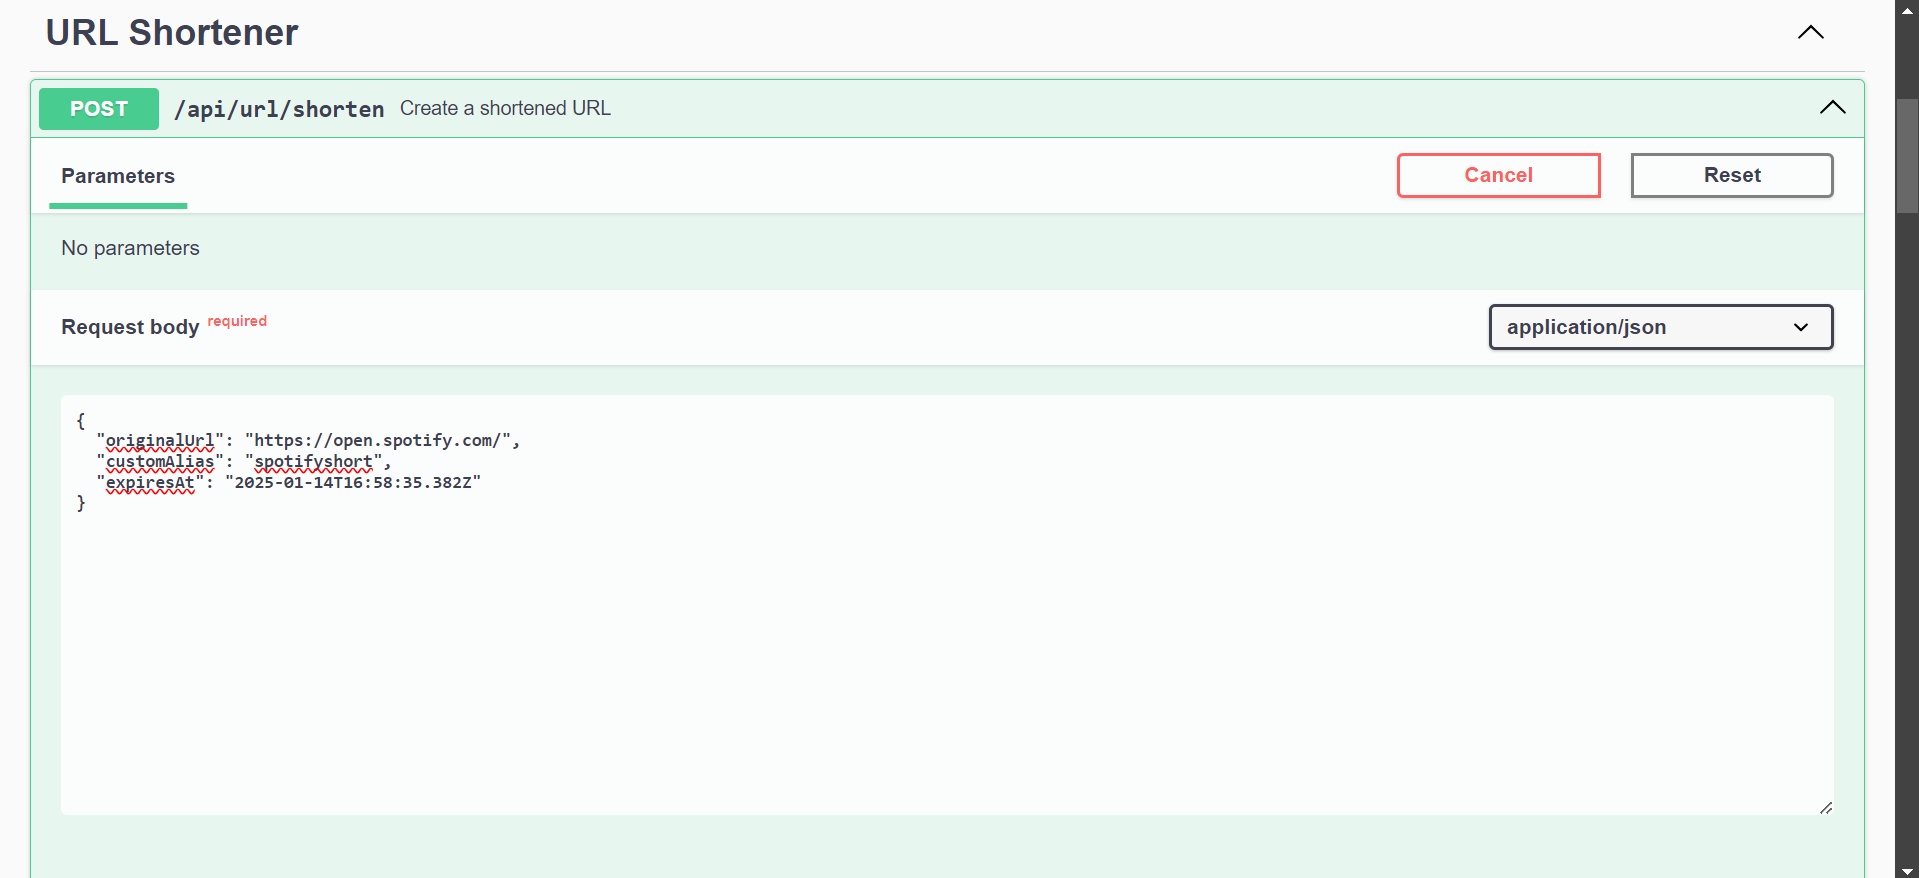 URL Shortener
POST /api/url/shorten Create a shortened URL
Parameters
Cancel
Reset
No parameters
Request body required
application/json
{
  "originalUrl": "https://open.spotify.com/",
  "customAlias": "spotifyshort",
  "expiresAt": "2025-01-14T16:58:35.382Z"
}